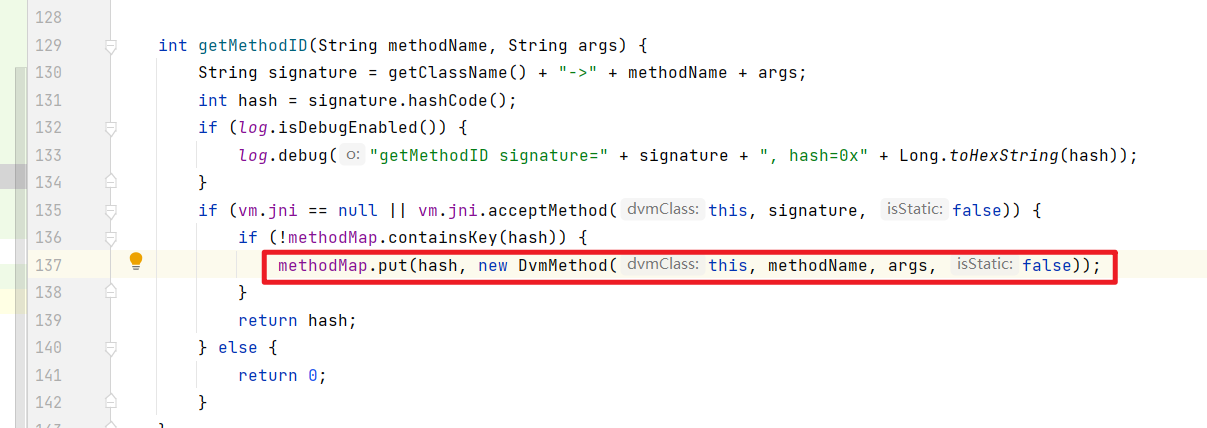 128
129 int getMethodID(String methodName, String args) {
130 String signature = getClassName() + "->" + methodName + args;
131 int hash = signature.hashCode();
132 if (log.isDebugEnabled()) {
133 log.debug( o: "getMethodID signature=" + signature + ", hash=0x" + Long.toHexString(hash));
134 }
135 if (vm.jni == null || vm.jni.acceptMethod( dvmClass: this, signature, isStatic: false)) {
136 if (!methodMap.containsKey(hash)) {
137 methodMap.put(hash, new DvmMethod( dvmClass: this, methodName, args, isStatic: false));
138 }
139 return hash;
140 } else {
141 return 0;
142 }